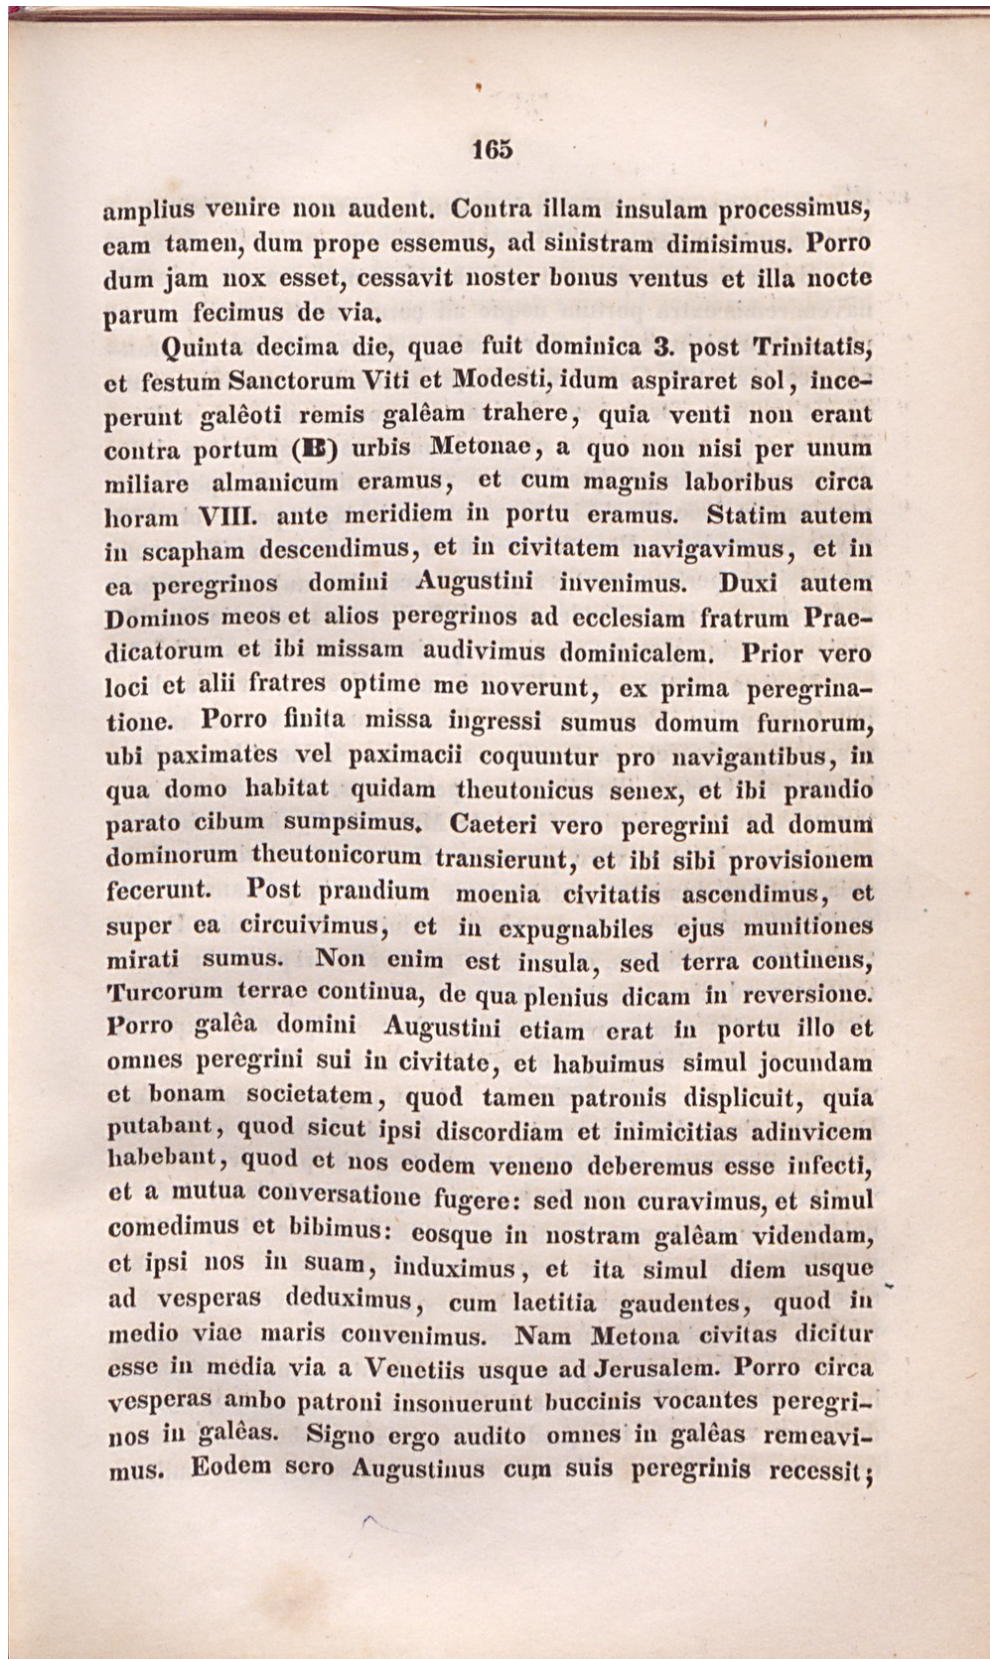 165
amplius venire non audent. Contra illam insulam processimus,
eam tamen, dum prope essemus, ad sinistram dimisimus. Porro
dum jam nox esset, cessavit noster bonus ventus et illa nocte
parum fecimus de via.
Quinta decima die, quae fuit dominica 3. post Trinitatis,
et festum Sanctorum Viti et Modesti, idum aspiraret sol, ince-
perunt galêoti remis galêam trahere, quia venti non erant
contra portum (B) urbis Metonae, a quo non nisi per unum
miliare almanicum eramus, et cum magnis laboribus circa
horam VIII. ante meridiem in portu eramus. Statim autem
in scapham descendimus, et in civitatem navigavimus, et in
ea peregrinos domini Augustini invenimus. Duxi autem
Dominos meos et alios peregrinos ad ecclesiam fratrum Prae-
dicatorum et ibi missam audivimus dominicalem. Prior vero
loci et alii fratres optime me noverunt, ex prima peregrina-
tione. Porro finita missa ingressi sumus domum furnorum,
ubi paximates vel paximacii coquuntur pro navigantibus, in
qua domo habitat quidam theutonicus senex, et ibi prandio
parato cibum sumpsimus. Caeteri vero peregrini ad domum
dominorum theutonicorum transierunt, et ibi sibi provisionem
fecerunt. Post prandium moenia civitatis ascendimus, et
super ea circuivimus, et in expugnabiles ejus munitiones
mirati sumus. Non enim est insula, sed terra continens,
Turcorum terrae continua, de qua plenius dicam in reversione.
Porro galêa domini Augustini etiam erat in portu illo et
omnes peregrini sui in civitate, et habuimus simul jocundam
et bonam societatem, quod tamen patronis displicuit, quia
putabant, quod sicut ipsi discordiam et inimicitias adinvicem
habebant, quod et nos eodem veneno deberemus esse infecti,
et a mutua conversatione fugere: sed non curavimus, et simul
comedimus et bibimus: eosque in nostram galêam videndam,
et ipsi nos in suam, induximus, et ita simul diem usque
ad vesperas deduximus, cum laetitia gaudentes, quod in
medio viae maris convenimus. Nam Metona civitas dicitur
esse in media via a Venetiis usque ad Jerusalem. Porro circa
vesperas ambo patroni insonuerunt buccinis vocantes peregri-
nos in galêas. Signo ergo audito omnes in galêas remeavi-
mus. Eodem sero Augustinus cum suis peregrinis recessit;